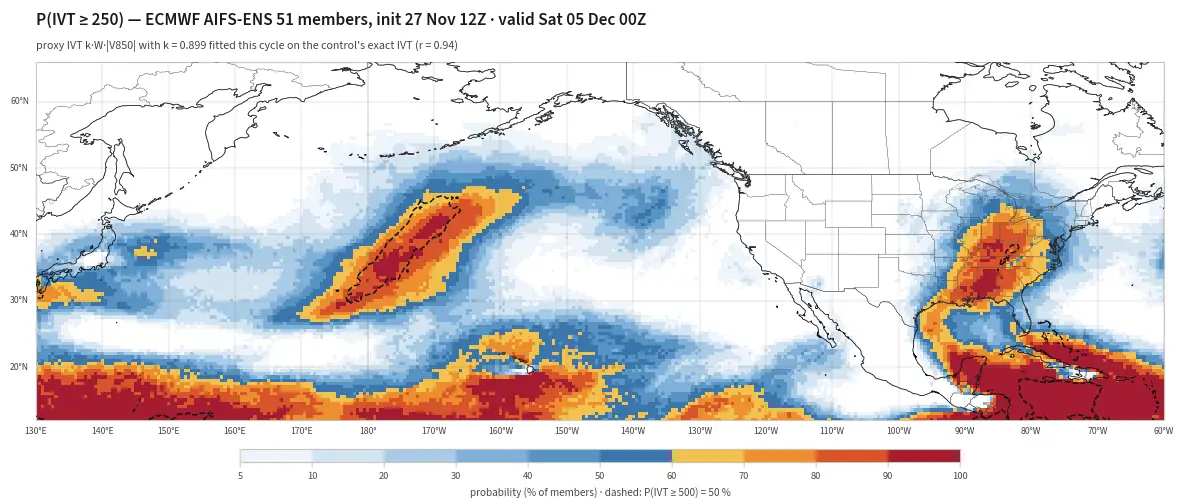 P(IVT ≥ 250) — ECMWF AIFS-ENS 51 members, init 27 Nov 12Z · valid Sat 05 Dec 00Z
proxy IVT k·W·|V850| with k = 0.899 fitted this cycle on the control's exact IVT (r = 0.94)
60°N
50°N
40°N
30°N
20°N
130°E 140°E 150°E 160°E 170°E 180° 170°W 160°W 150°W 140°W 130°W 120°W 110°W 100°W 90°W 80°W 70°W 60°W
5 10 20 30 40 50 60 70 80 90 100
probability (% of members) · dashed: P(IVT ≥ 500) = 50 %